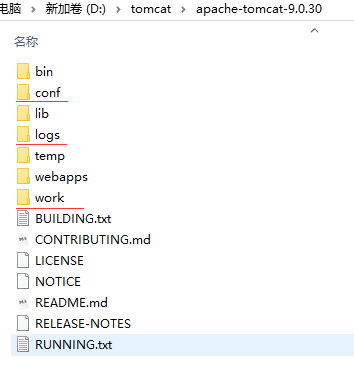 电脑 › 新加卷 (D:) › tomcat › apache-tomcat-9.0.30
名称
bin
conf
lib
logs
temp
webapps
work
BUILDING.txt
CONTRIBUTING.md
LICENSE
NOTICE
README.md
RELEASE-NOTES
RUNNING.txt